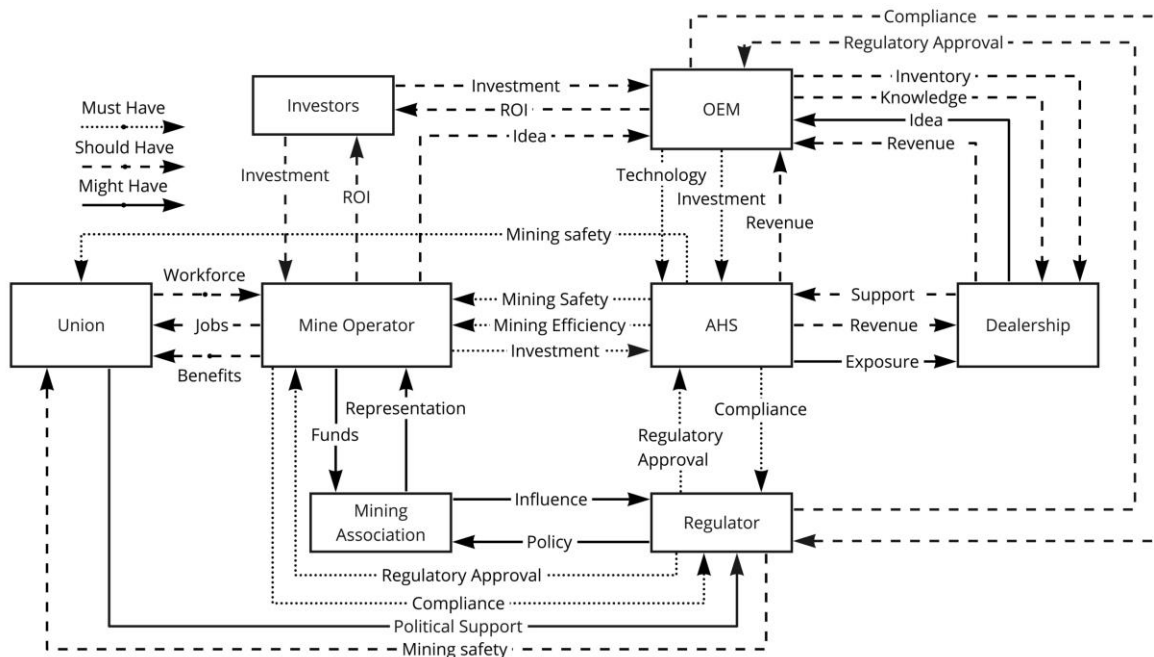 Compliance
Regulatory Approval
Investment
Inventory
Investors
OEM
Knowledge
Must Have
ROI
Idea
Idea
Should Have
Revenue
Investment
Technology
Might Have
ROI
Investment
Revenue
Mining safety
Workforce
Mining Safety
Support
Union
Jobs
Mine Operator
Mining Efficiency
AHS
Revenue
Dealership
Investment
Benefits
Exposure
Representation
Compliance
Funds
Regulatory
Approval
Influence
Mining
Association
Regulator
Policy
Regulatory Approval
Compliance
Political Support
Mining safety